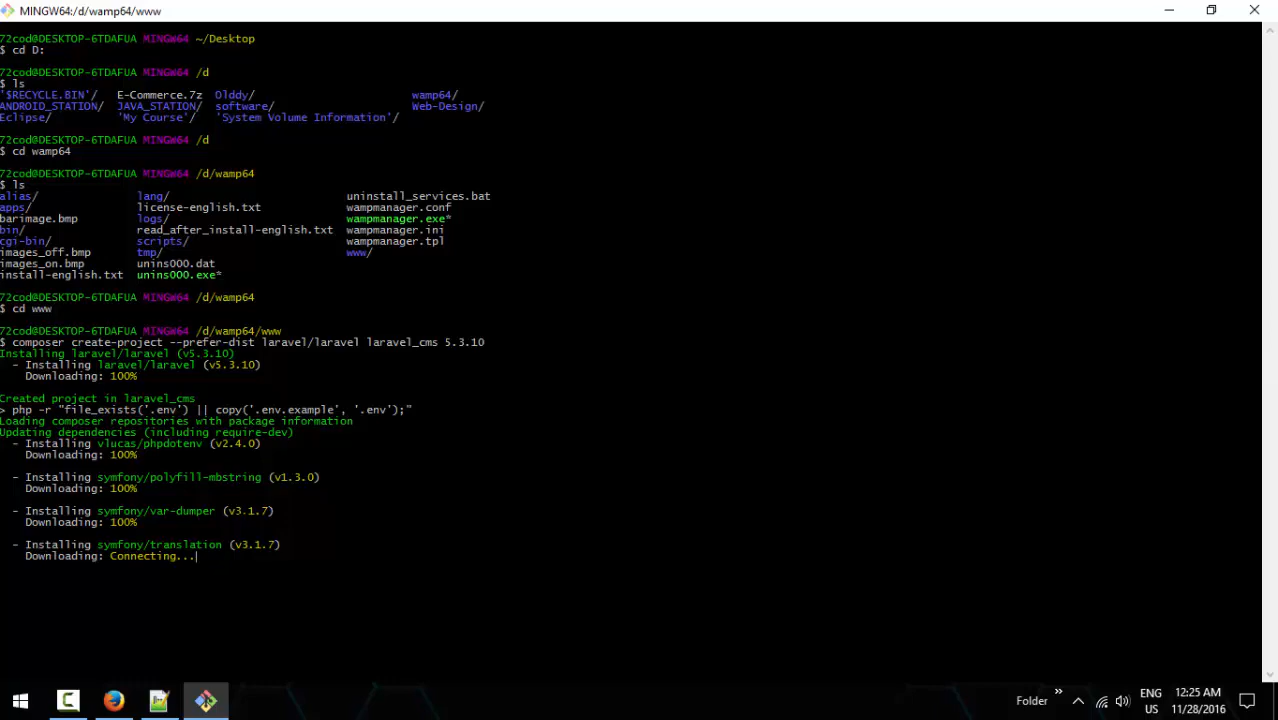 MINGW64:/d/wamp64/www
72cod@DESKTOP-6TDAFUA MINGW64 ~/Desktop
$ cd D:
72cod@DESKTOP-6TDAFUA MINGW64 /d
$ ls
'$RECYCLE.BIN'/ E-Commerce.7z Olddy/ wamp64/
ANDROID_STATION/ JAVA_STATION/ software/ Web-Design/
Eclipse/ 'My Course'/ 'System Volume Information'/
72cod@DESKTOP-6TDAFUA MINGW64 /d
$ cd wamp64
72cod@DESKTOP-6TDAFUA MINGW64 /d/wamp64
$ ls
alias/ lang/ uninstall_services.bat
apps/ license-english.txt wampmanager.conf
barimage.bmp logs/ wampmanager.exe*
bin/ read_after_install-english.txt wampmanager.ini
cgi-bin/ scripts/ wampmanager.tpl
images_off.bmp tmp/ www/
images_on.bmp unins000.dat
install-english.txt unins000.exe*
72cod@DESKTOP-6TDAFUA MINGW64 /d/wamp64
$ cd www
72cod@DESKTOP-6TDAFUA MINGW64 /d/wamp64/www
$ composer create-project --prefer-dist laravel/laravel laravel_cms 5.3.10
Installing laravel/laravel (v5.3.10)
- Installing laravel/laravel (v5.3.10)
Downloading: 100%
Created project in laravel_cms
> php -r "file_exists('.env') || copy('.env.example', '.env');"
Loading composer repositories with package information
Updating dependencies (including require-dev)
- Installing vlucas/phpdotenv (v2.4.0)
Downloading: 100%
- Installing symfony/polyfill-mbstring (v1.3.0)
Downloading: 100%
- Installing symfony/var-dumper (v3.1.7)
Downloading: 100%
- Installing symfony/translation (v3.1.7)
Downloading: Connecting...
Folder
ENG
US
12:25 AM
11/28/2016